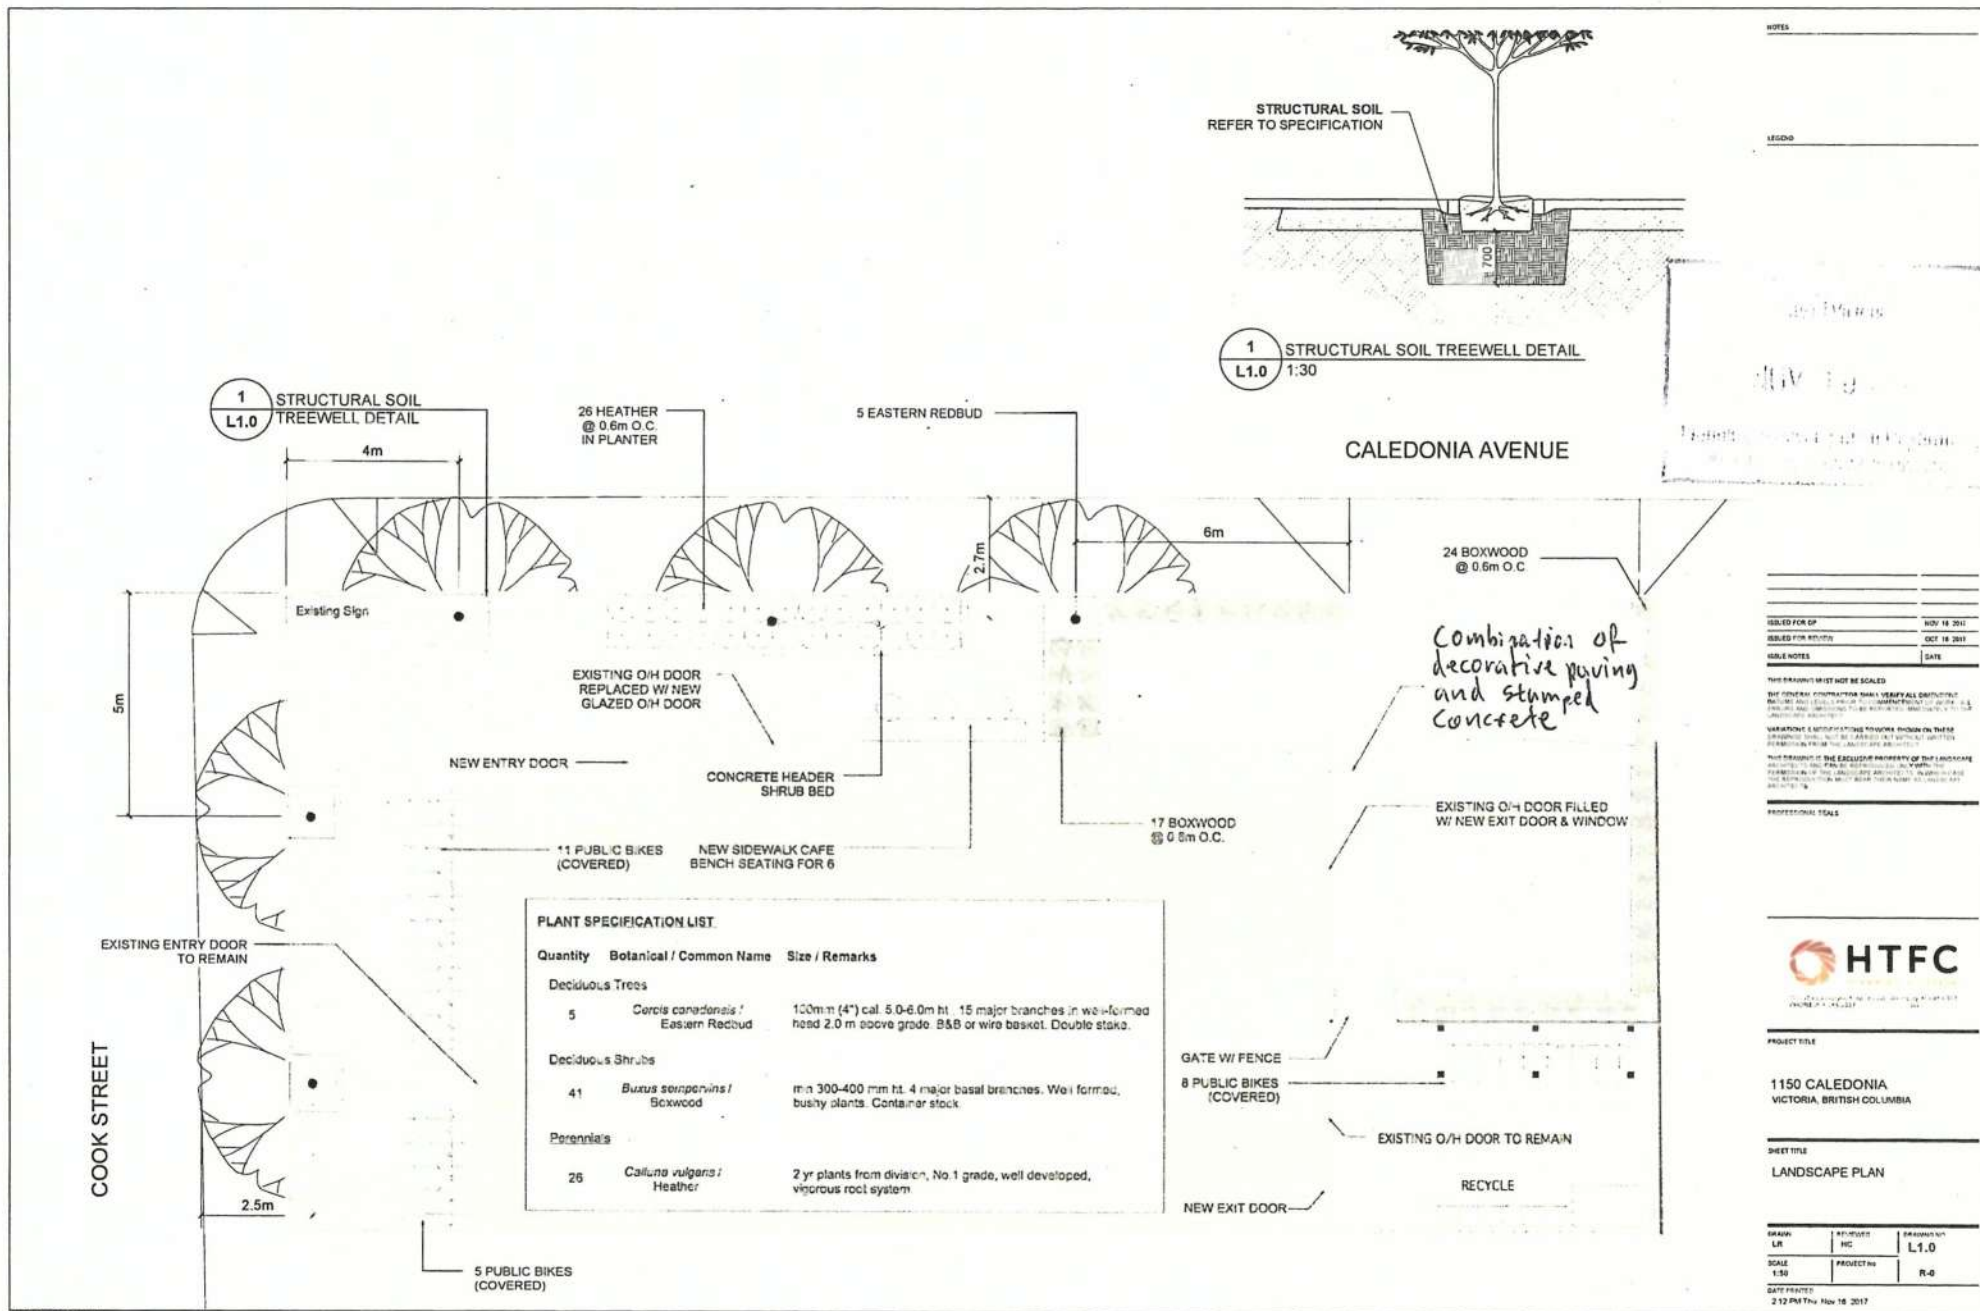 STRUCTURAL SOIL
REFER TO SPECIFICATION
700
1
L1.0
STRUCTURAL SOIL TREEWELL DETAIL
1:30
1
L1.0
STRUCTURAL SOIL
TREEWELL DETAIL
26 HEATHER
@ 0.6m O.C.
IN PLANTER
5 EASTERN REDBUD
CALEDONIA AVENUE
4m
2.7m
6m
24 BOXWOOD
@ 0.6m O.C
Existing Sign
5m
EXISTING O/H DOOR
REPLACED W/ NEW
GLAZED O/H DOOR
Combination of
decorative paving
and stamped
concrete
NEW ENTRY DOOR
CONCRETE HEADER
SHRUB BED
EXISTING O/H DOOR FILLED
W/ NEW EXIT DOOR & WINDOW
17 BOXWOOD
@ 0.6m O.C.
11 PUBLIC BIKES
(COVERED)
NEW SIDEWALK CAFE
BENCH SEATING FOR 6
EXISTING ENTRY DOOR
TO REMAIN
PLANT SPECIFICATION LIST
Quantity Botanical / Common Name Size / Remarks
Deciduous Trees
5 Cercis canadensis / Eastern Redbud
100mm (4") cal. 5.0-6.0m ht. 15 major branches in well-formed
head 2.0 m above grade. B&B or wire basket. Double stake.
Deciduous Shrubs
41 Buxus sempervins / Boxwood
min 300-400 mm ht. 4 major basal branches. Well formed,
bushy plants. Container stock.
Perennials
26 Calluna vulgaris / Heather
2 yr plants from division, No.1 grade, well developed,
vigorous root system
GATE W/ FENCE
8 PUBLIC BIKES
(COVERED)
EXISTING O/H DOOR TO REMAIN
RECYCLE
NEW EXIT DOOR
COOK STREET
2.5m
5 PUBLIC BIKES
(COVERED)
NOTES
LEGEND
ISSUED FOR DP
ISSUED FOR REVIEW
ISSUE NOTES DATE
THIS DRAWING MUST NOT BE SCALED
PROFESSIONAL SEALS
HTFC
PROJECT TITLE
1150 CALEDONIA
VICTORIA, BRITISH COLUMBIA
SHEET TITLE
LANDSCAPE PLAN
DRAWN REVIEWED DRAWING NO
LR HC L1.0
SCALE PROJECT No
1:50 R-0
DATE PRINTED
2:12 PM Thu Nov 16 2017